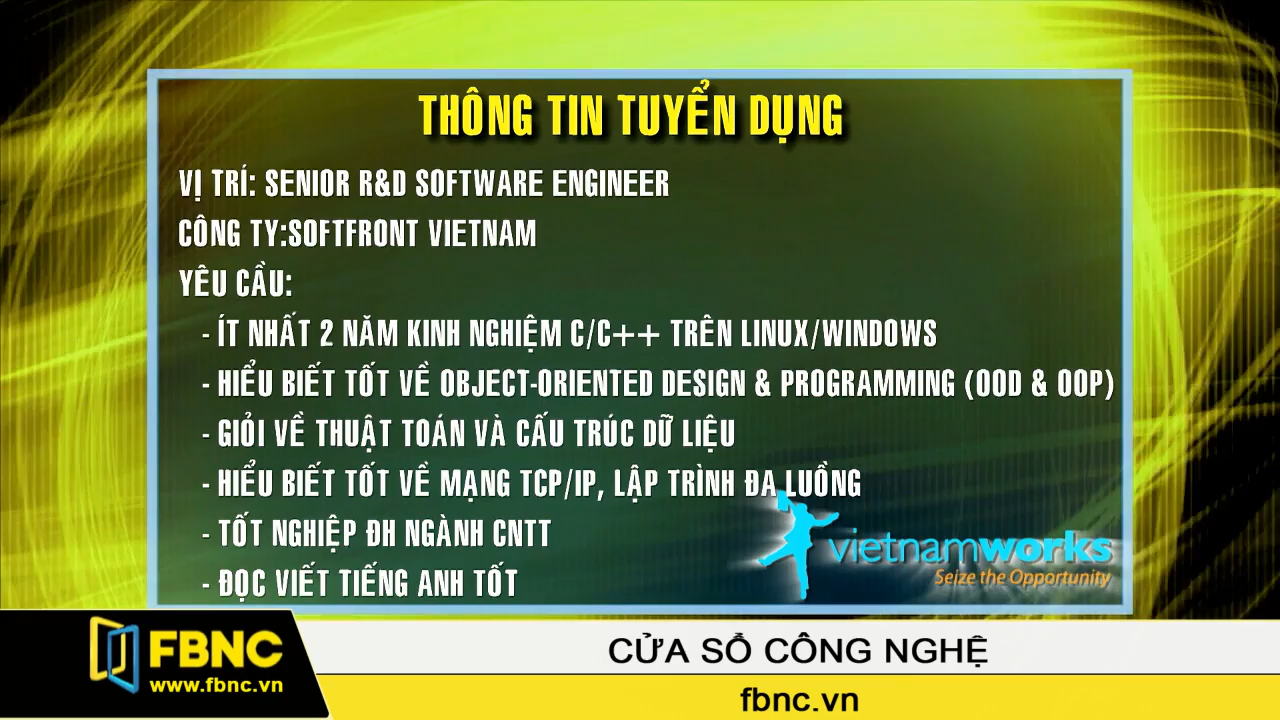 THÔNG TIN TUYỂN DỤNG
VỊ TRÍ: SENIOR R&D SOFTWARE ENGINEER
CÔNG TY:SOFTFRONT VIETNAM
YÊU CẦU:
- ÍT NHẤT 2 NĂM KINH NGHIỆM C/C++ TRÊN LINUX/WINDOWS
- HIỂU BIẾT TỐT VỀ OBJECT-ORIENTED DESIGN & PROGRAMMING (OOD & OOP)
- GIỎI VỀ THUẬT TOÁN VÀ CẤU TRÚC DỮ LIỆU
- HIỂU BIẾT TỐT VỀ MẠNG TCP/IP, LẬP TRÌNH ĐA LUỒNG
- TỐT NGHIỆP ĐH NGÀNH CNTT
- ĐỌC VIẾT TIẾNG ANH TỐT
vietnamworks
Seize the Opportunity
FBNC
www.fbnc.vn
CỬA SỔ CÔNG NGHỆ
fbnc.vn